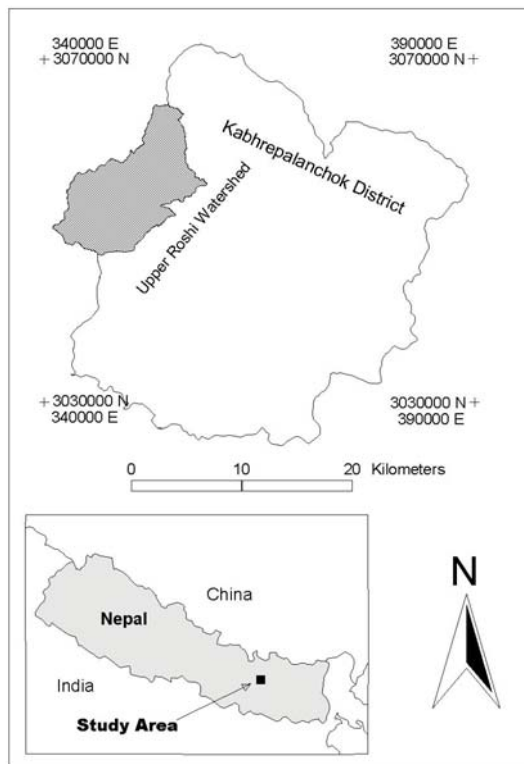 340000 E
+ 3070000 N
390000 E
3070000 N +
Kabhrepalanchok District
Upper Roshi Watershed
+ 3030000 N
340000 E
3030000 N +
390000 E
0 10 20 Kilometers
China
Nepal
India
Study Area
N